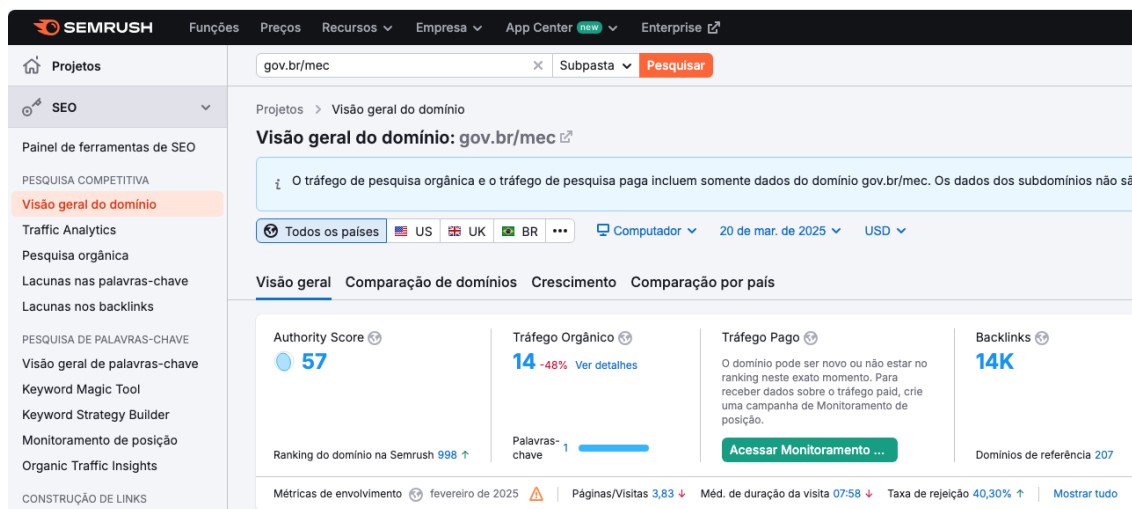 SEMRUSH Funções Preços Recursos Empresa App Center new Enterprise
Projetos
gov.br/mec Subpasta Pesquisar
SEO
Projetos > Visão geral do domínio
Visão geral do domínio: gov.br/mec
Painel de ferramentas de SEO
PESQUISA COMPETITIVA
i O tráfego de pesquisa orgânica e o tráfego de pesquisa paga incluem somente dados do domínio gov.br/mec. Os dados dos subdomínios não sã
Visão geral do domínio
Traffic Analytics
Todos os países US UK BR ••• Computador 20 de mar. de 2025 USD
Pesquisa orgânica
Lacunas nas palavras-chave
Visão geral Comparação de domínios Crescimento Comparação por país
Lacunas nos backlinks
PESQUISA DE PALAVRAS-CHAVE
Visão geral de palavras-chave
Keyword Magic Tool
Keyword Strategy Builder
Monitoramento de posição
Organic Traffic Insights
CONSTRUÇÃO DE LINKS
Authority Score
57
Ranking do domínio na Semrush 998 ↑
Tráfego Orgânico
14 -48% Ver detalhes
Palavras-
chave 1
Tráfego Pago
O domínio pode ser novo ou não estar no
ranking neste exato momento. Para
receber dados sobre o tráfego paid, crie
uma campanha de Monitoramento de
posição.
Acessar Monitoramento ...
Backlinks
14K
Domínios de referência 207
Métricas de envolvimento fevereiro de 2025 Páginas/Visitas 3,83 ↓ Méd. de duração da visita 07:58 ↓ Taxa de rejeição 40,30% ↑ Mostrar tudo